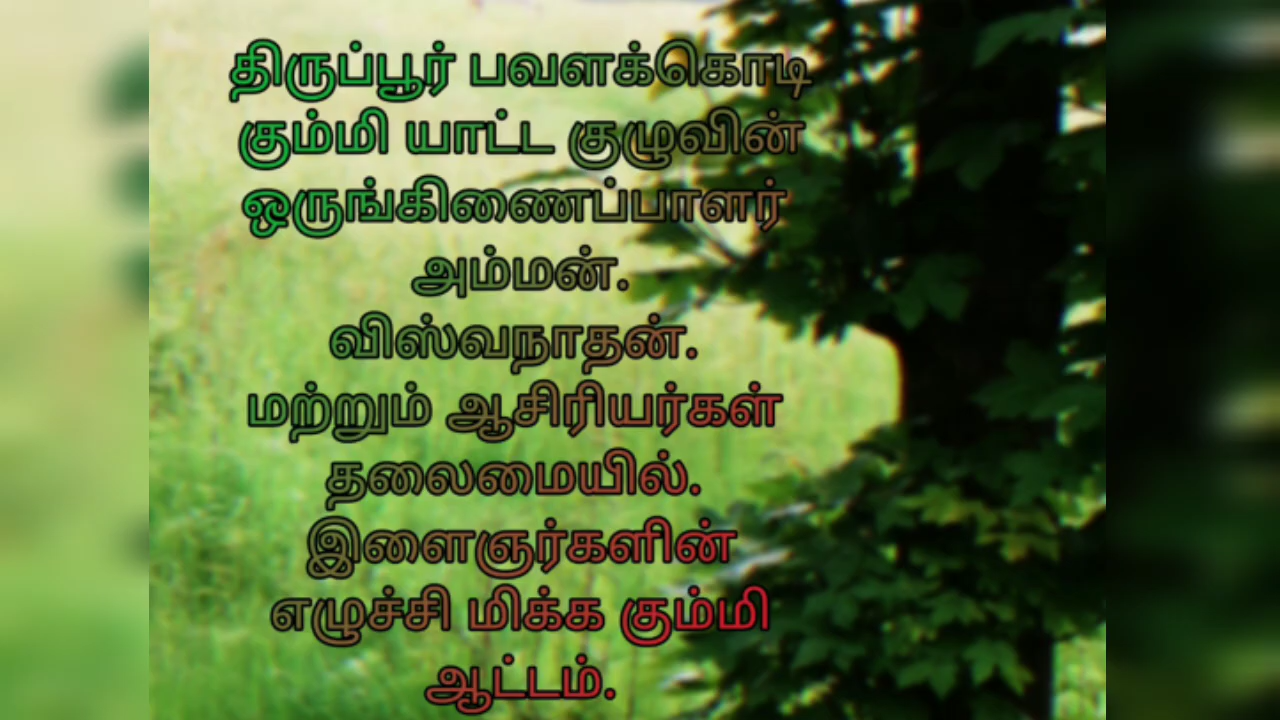 திருப்பூர் பவளக்கொடி
கும்மி யாட்ட குழுவின்
ஒருங்கிணைப்பாளர்
அம்மன்.
விஸ்வநாதன்.
மற்றும் ஆசிரியர்கள்
தலைமையில்.
இளைஞர்களின்
எழுச்சி மிக்க கும்மி
ஆட்டம்.